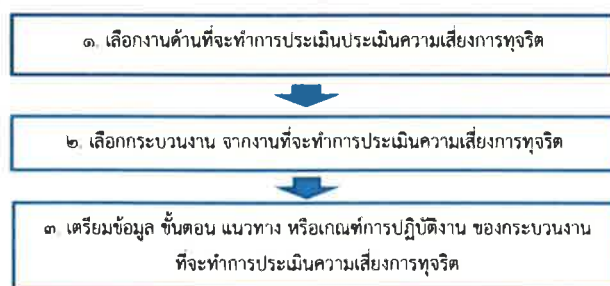 ๑. เลือกงานด้านที่จะทำการประเมินประเมินความเสี่ยงการทุจริต
๒. เลือกกระบวนงาน จากงานที่จะทำการประเมินความเสี่ยงการทุจริต
๓. เตรียมข้อมูล ขั้นตอน แนวทาง หรือเกณฑ์การปฏิบัติงาน ของกระบวนงาน
ที่จะทำการประเมินความเสี่ยงการทุจริต